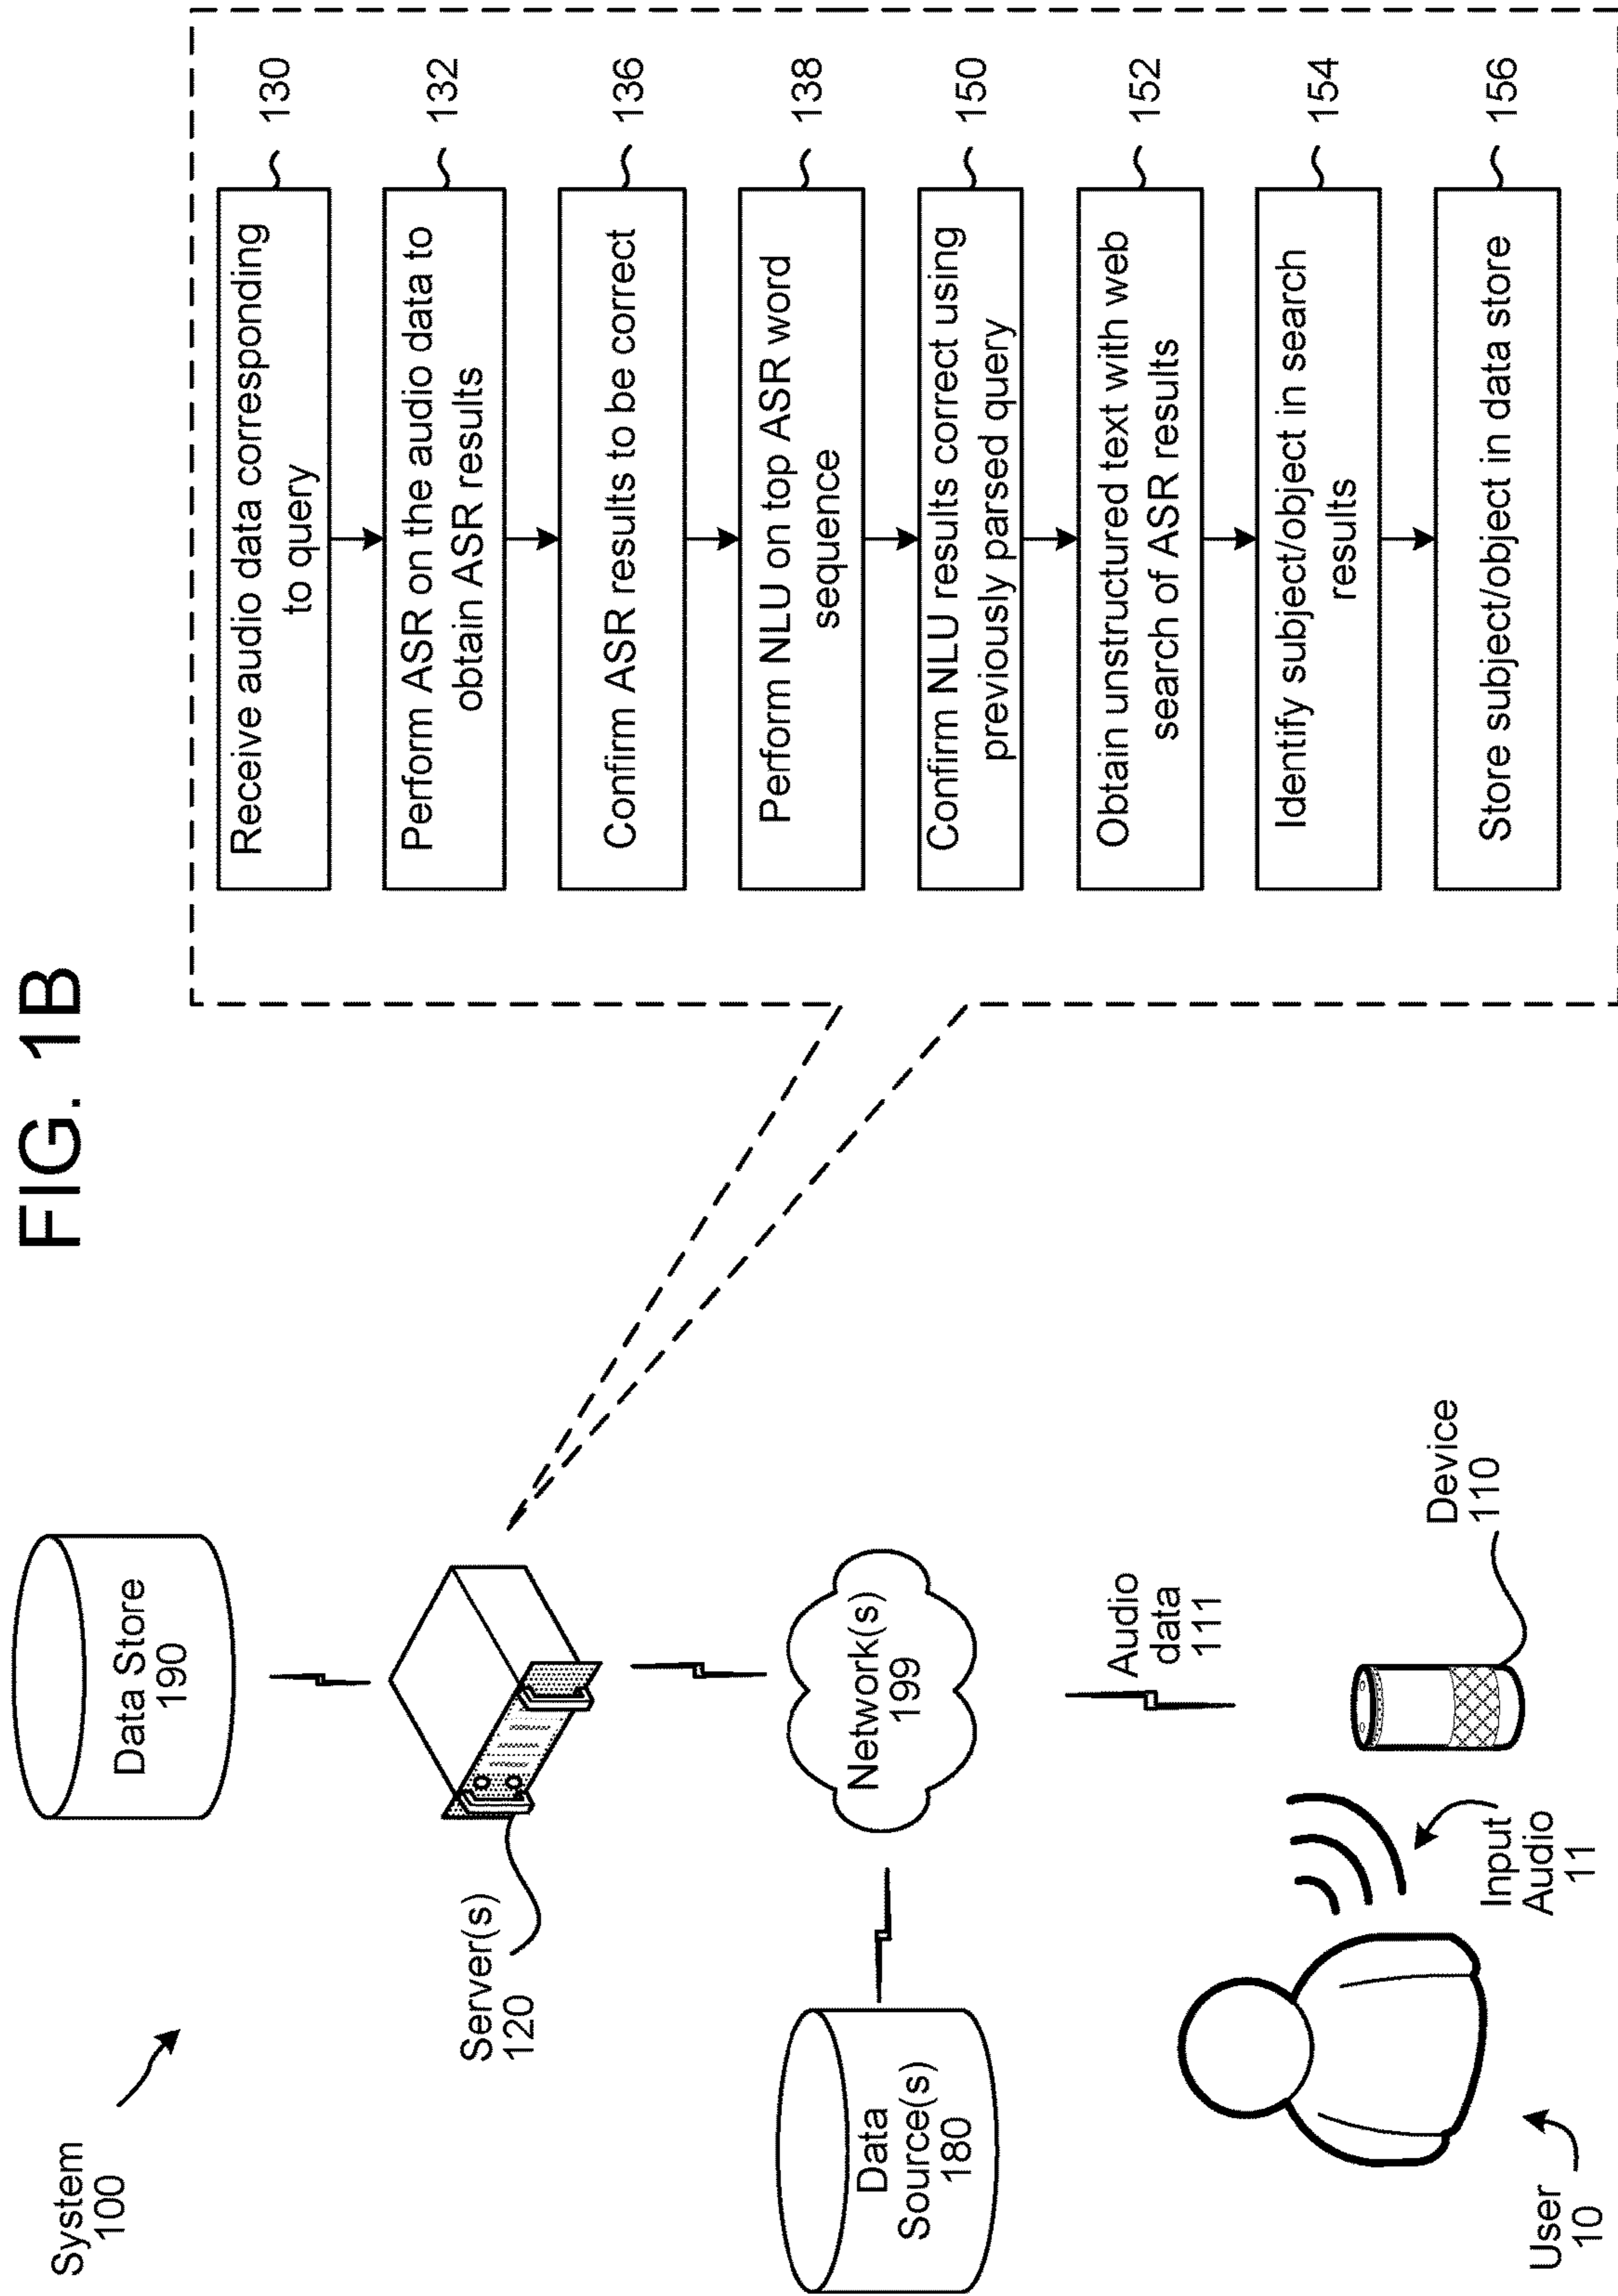 FIG. 1B
System
100
Data Store
190
Server(s)
120
Network(s)
199
Data
Source(s)
180
Audio
data
111
Device
110
Input
Audio
11
User
10
Receive audio data corresponding
to query
130
Perform ASR on the audio data to
obtain ASR results
132
Confirm ASR results to be correct
136
Perform NLU on top ASR word
sequence
138
Confirm NLU results correct using
previously parsed query
150
Obtain unstructured text with web
search of ASR results
152
Identify subject/object in search
results
154
Store subject/object in data store
156